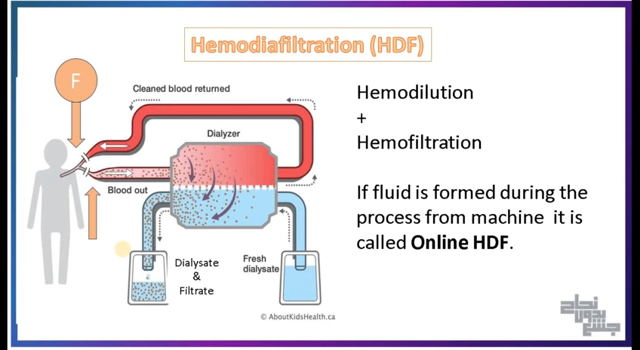 Hemodiafiltration (HDF)
F
Cleaned blood returned
Dialyzer
Blood out
Dialysate
&
Filtrate
Fresh
dialysate
© AboutKidsHealth.ca
Hemodilution
+
Hemofiltration
If fluid is formed during the
process from machine it is
called Online HDF.